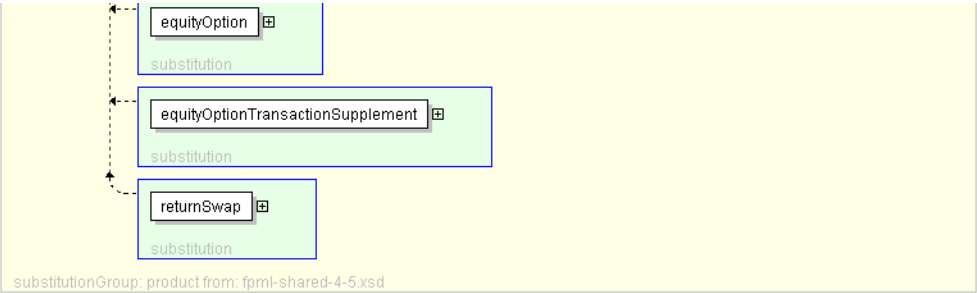 equityOption
substitution
equityOptionTransactionSupplement
substitution
returnSwap
substitution
substitutionGroup: product from: fpml-shared-4-5.xsd